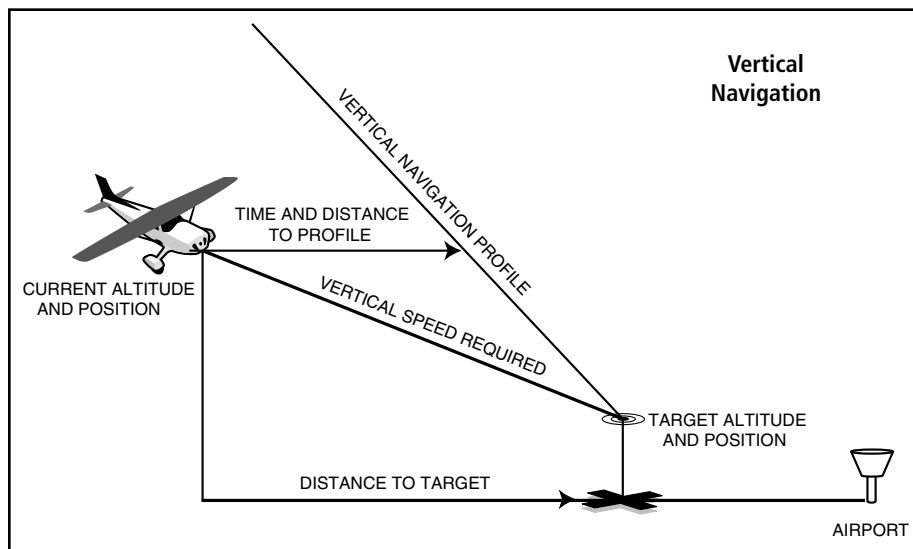 Vertical
Navigation
VERTICAL NAVIGATION PROFILE
TIME AND DISTANCE
TO PROFILE
CURRENT ALTITUDE
AND POSITION
VERTICAL SPEED REQUIRED
TARGET ALTITUDE
AND POSITION
DISTANCE TO TARGET
AIRPORT